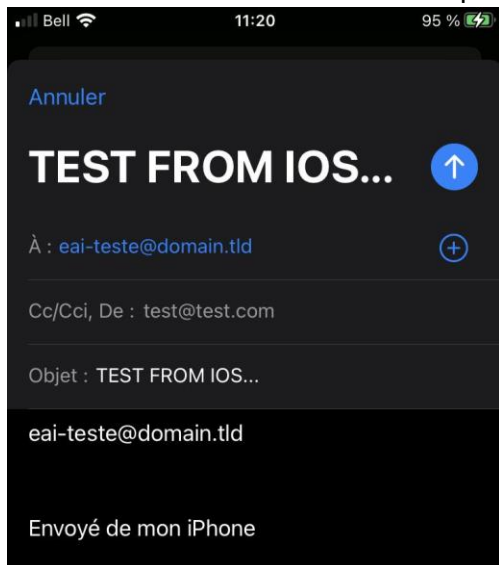 Bell 11:20 95 %
Annuler
TEST FROM IOS...
À : eai-teste@domain.tld
Cc/Cci, De : test@test.com
Objet : TEST FROM IOS...
eai-teste@domain.tld
Envoyé de mon iPhone